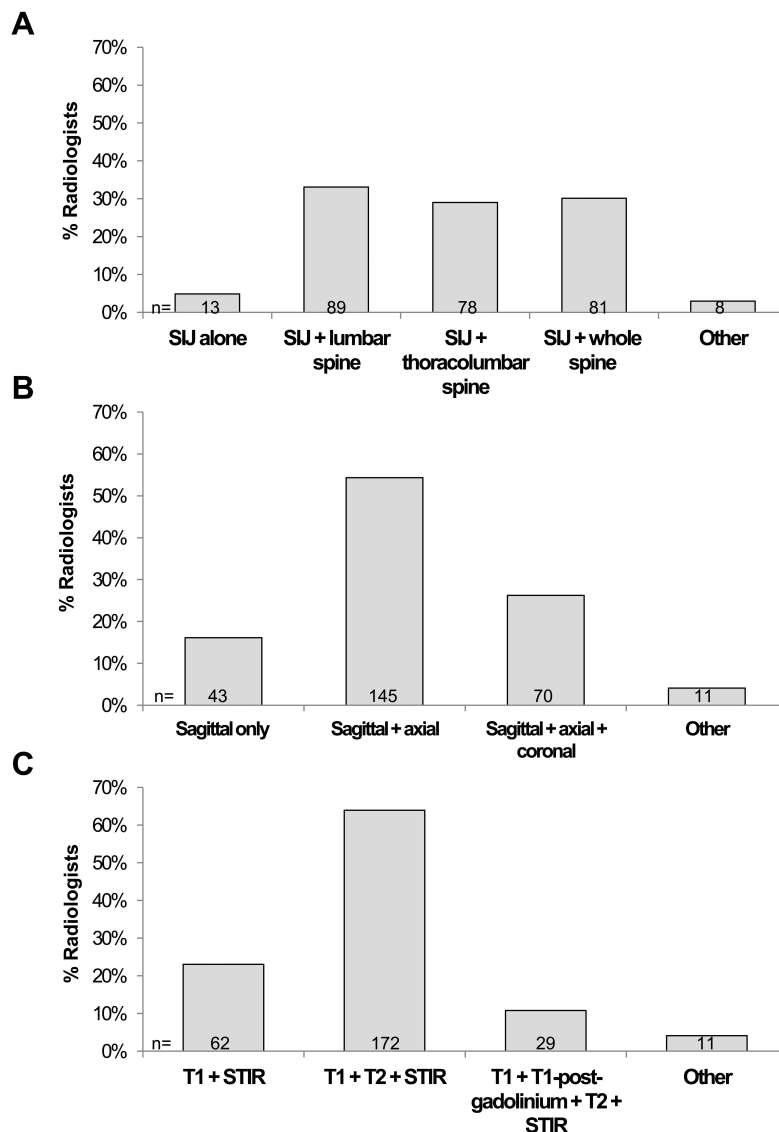 A
70%
60%
50%
40%
30%
20%
10%
0%
% Radiologists
n= 13 89 78 81 8
SIJ alone SIJ + lumbar SIJ + SIJ + whole Other
spine thoracolumbar spine
spine
B
70%
60%
50%
40%
30%
20%
10%
0%
% Radiologists
n= 43 145 70 11
Sagittal only Sagittal + axial Sagittal + axial + Other
coronal
C
70%
60%
50%
40%
30%
20%
10%
0%
% Radiologists
n= 62 172 29 11
T1 + STIR T1 + T2 + STIR T1 + T1-post- Other
gadolinium + T2 +
STIR